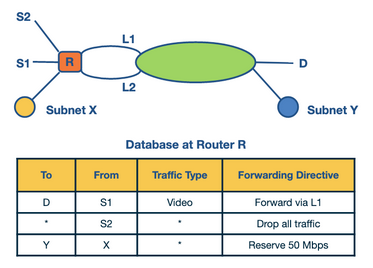 S2
L1
S1
R
D
L2
Subnet X
Subnet Y
Database at Router R
To From Traffic Type Forwarding Directive
D S1 Video Forward via L1
* S2 * Drop all traffic
Y X * Reserve 50 Mbps